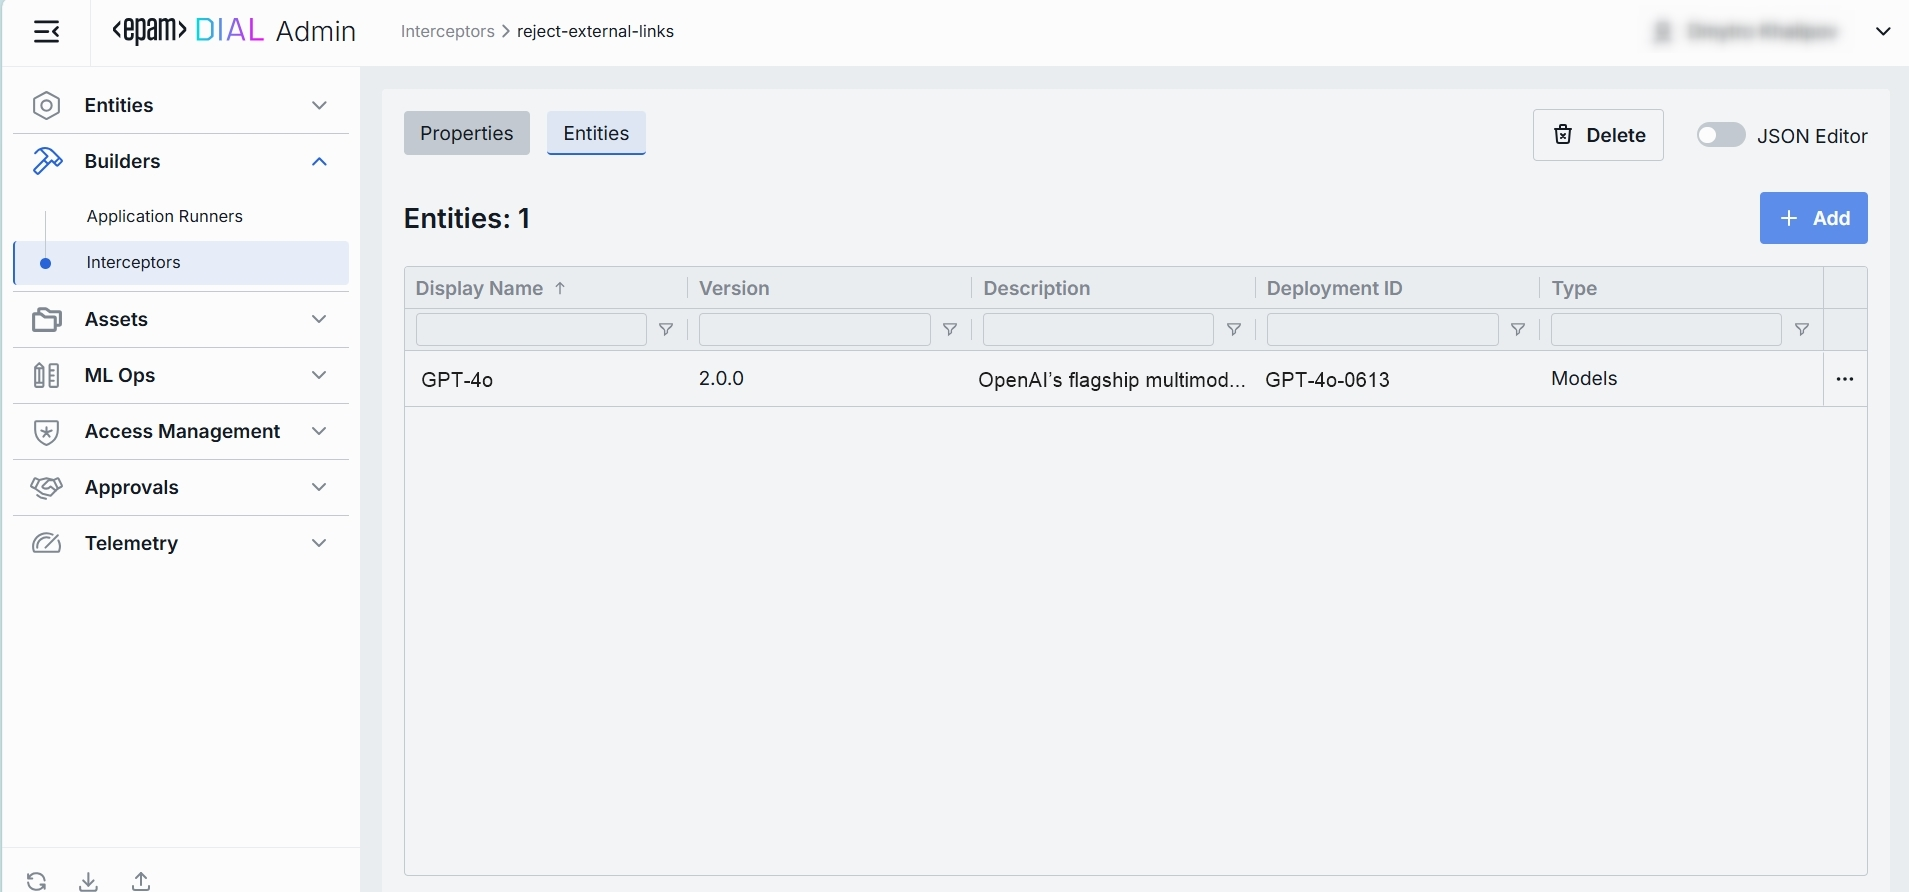 <epam> DIAL Admin
Interceptors > reject-external-links
Entities
Builders
Application Runners
Interceptors
Assets
ML Ops
Access Management
Approvals
Telemetry
Properties
Entities
Delete
JSON Editor
Entities: 1
+ Add
Display Name ↑ Version Description Deployment ID Type
GPT-4o 2.0.0 OpenAI’s flagship multimod... GPT-4o-0613 Models ...